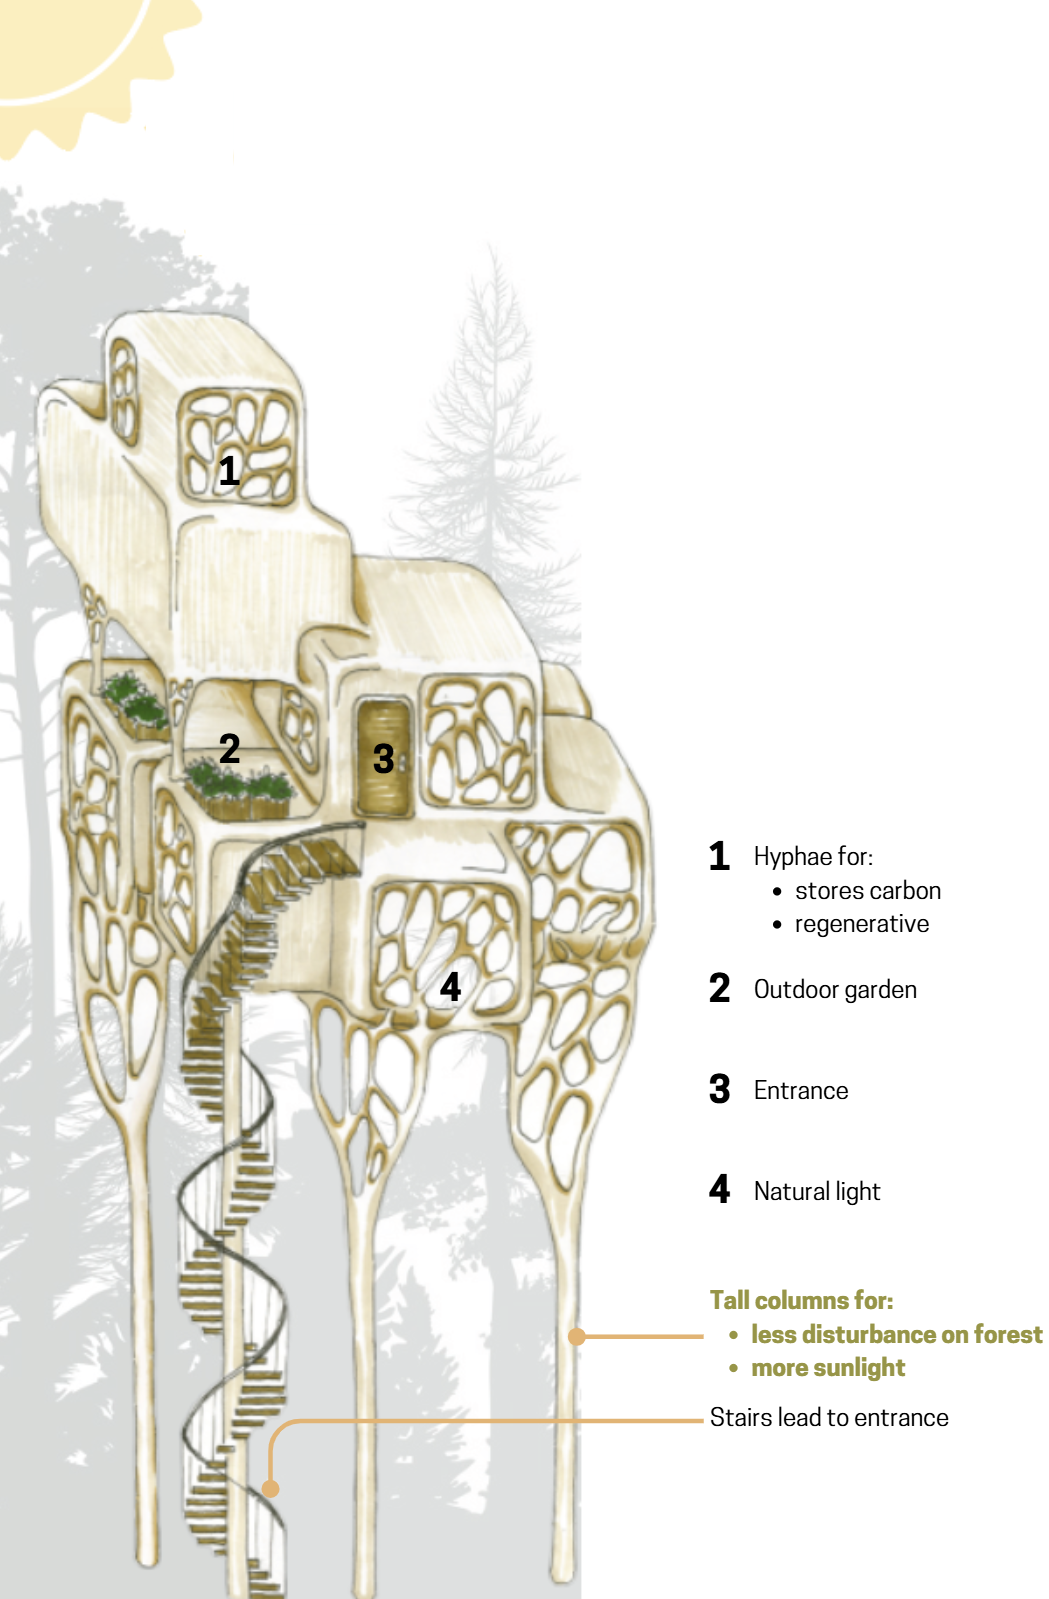 1
2
3
4
1 Hyphae for:
• stores carbon
• regenerative
2 Outdoor garden
3 Entrance
4 Natural light
Tall columns for:
• less disturbance on forest
• more sunlight
Stairs lead to entrance